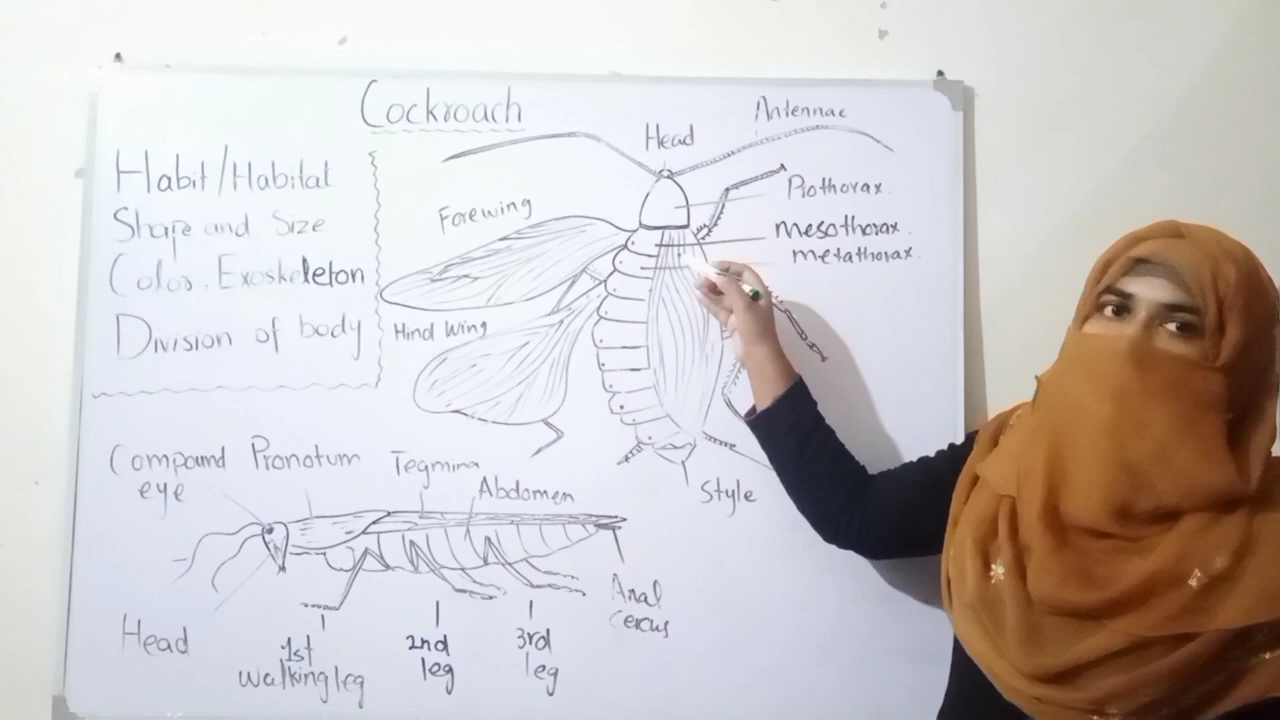 Cockroach
Habit/Habitat
Shape and Size
Color. Exoskeleton
Division of body
Head
Antennae
Forewing
Prothorax.
mesothorax.
metathorax.
Hind Wing
Style
Compound
eye
Pronotum
Tegmina
Abdomen
Head
1st
walking leg
2nd
leg
3rd
leg
Anal
cercus